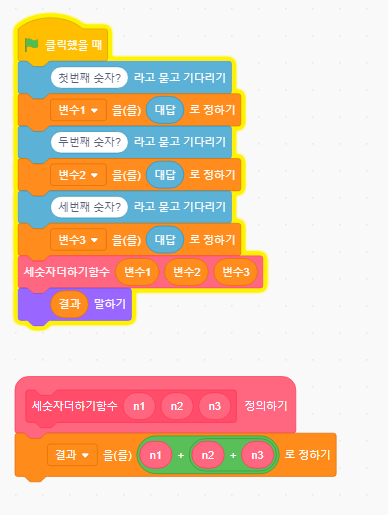 클릭했을 때
첫번째 숫자? 라고 묻고 기다리기
변수1 을(를) 대답 로 정하기
두번째 숫자? 라고 묻고 기다리기
변수2 을(를) 대답 로 정하기
세번째 숫자? 라고 묻고 기다리기
변수3 을(를) 대답 로 정하기
세숫자더하기함수 변수1 변수2 변수3
결과 말하기
세숫자더하기함수 n1 n2 n3 정의하기
결과 을(를) n1 + n2 + n3 로 정하기